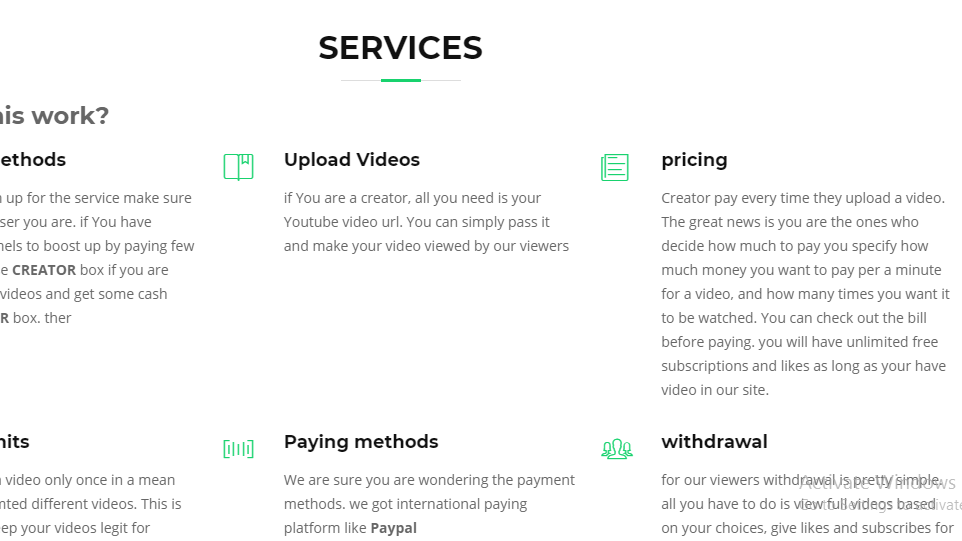 SERVICES
his work?
ethods
up for the service make sure
ser you are. if You have
nels to boost up by paying few
e CREATOR box if you are
videos and get some cash
R box. ther
Upload Videos
if You are a creator, all you need is your
Youtube video url. You can simply pass it
and make your video viewed by our viewers
pricing
Creator pay every time they upload a video.
The great news is you are the ones who
decide how much to pay you specify how
much money you want to pay per a minute
for a video, and how many times you want it
to be watched. You can check out the bill
before paying. you will have unlimited free
subscriptions and likes as long as your have
video in our site.
nits
video only once in a mean
nted different videos. This is
eep your videos legit for
Paying methods
We are sure you are wondering the payment
methods. we got international paying
platform like Paypal
withdrawal
for our viewers withdrawal is pretty simple.
all you have to do is view full videos based
on your choices, give likes and subscribes for
Activate Windows
Go to Settings to activate